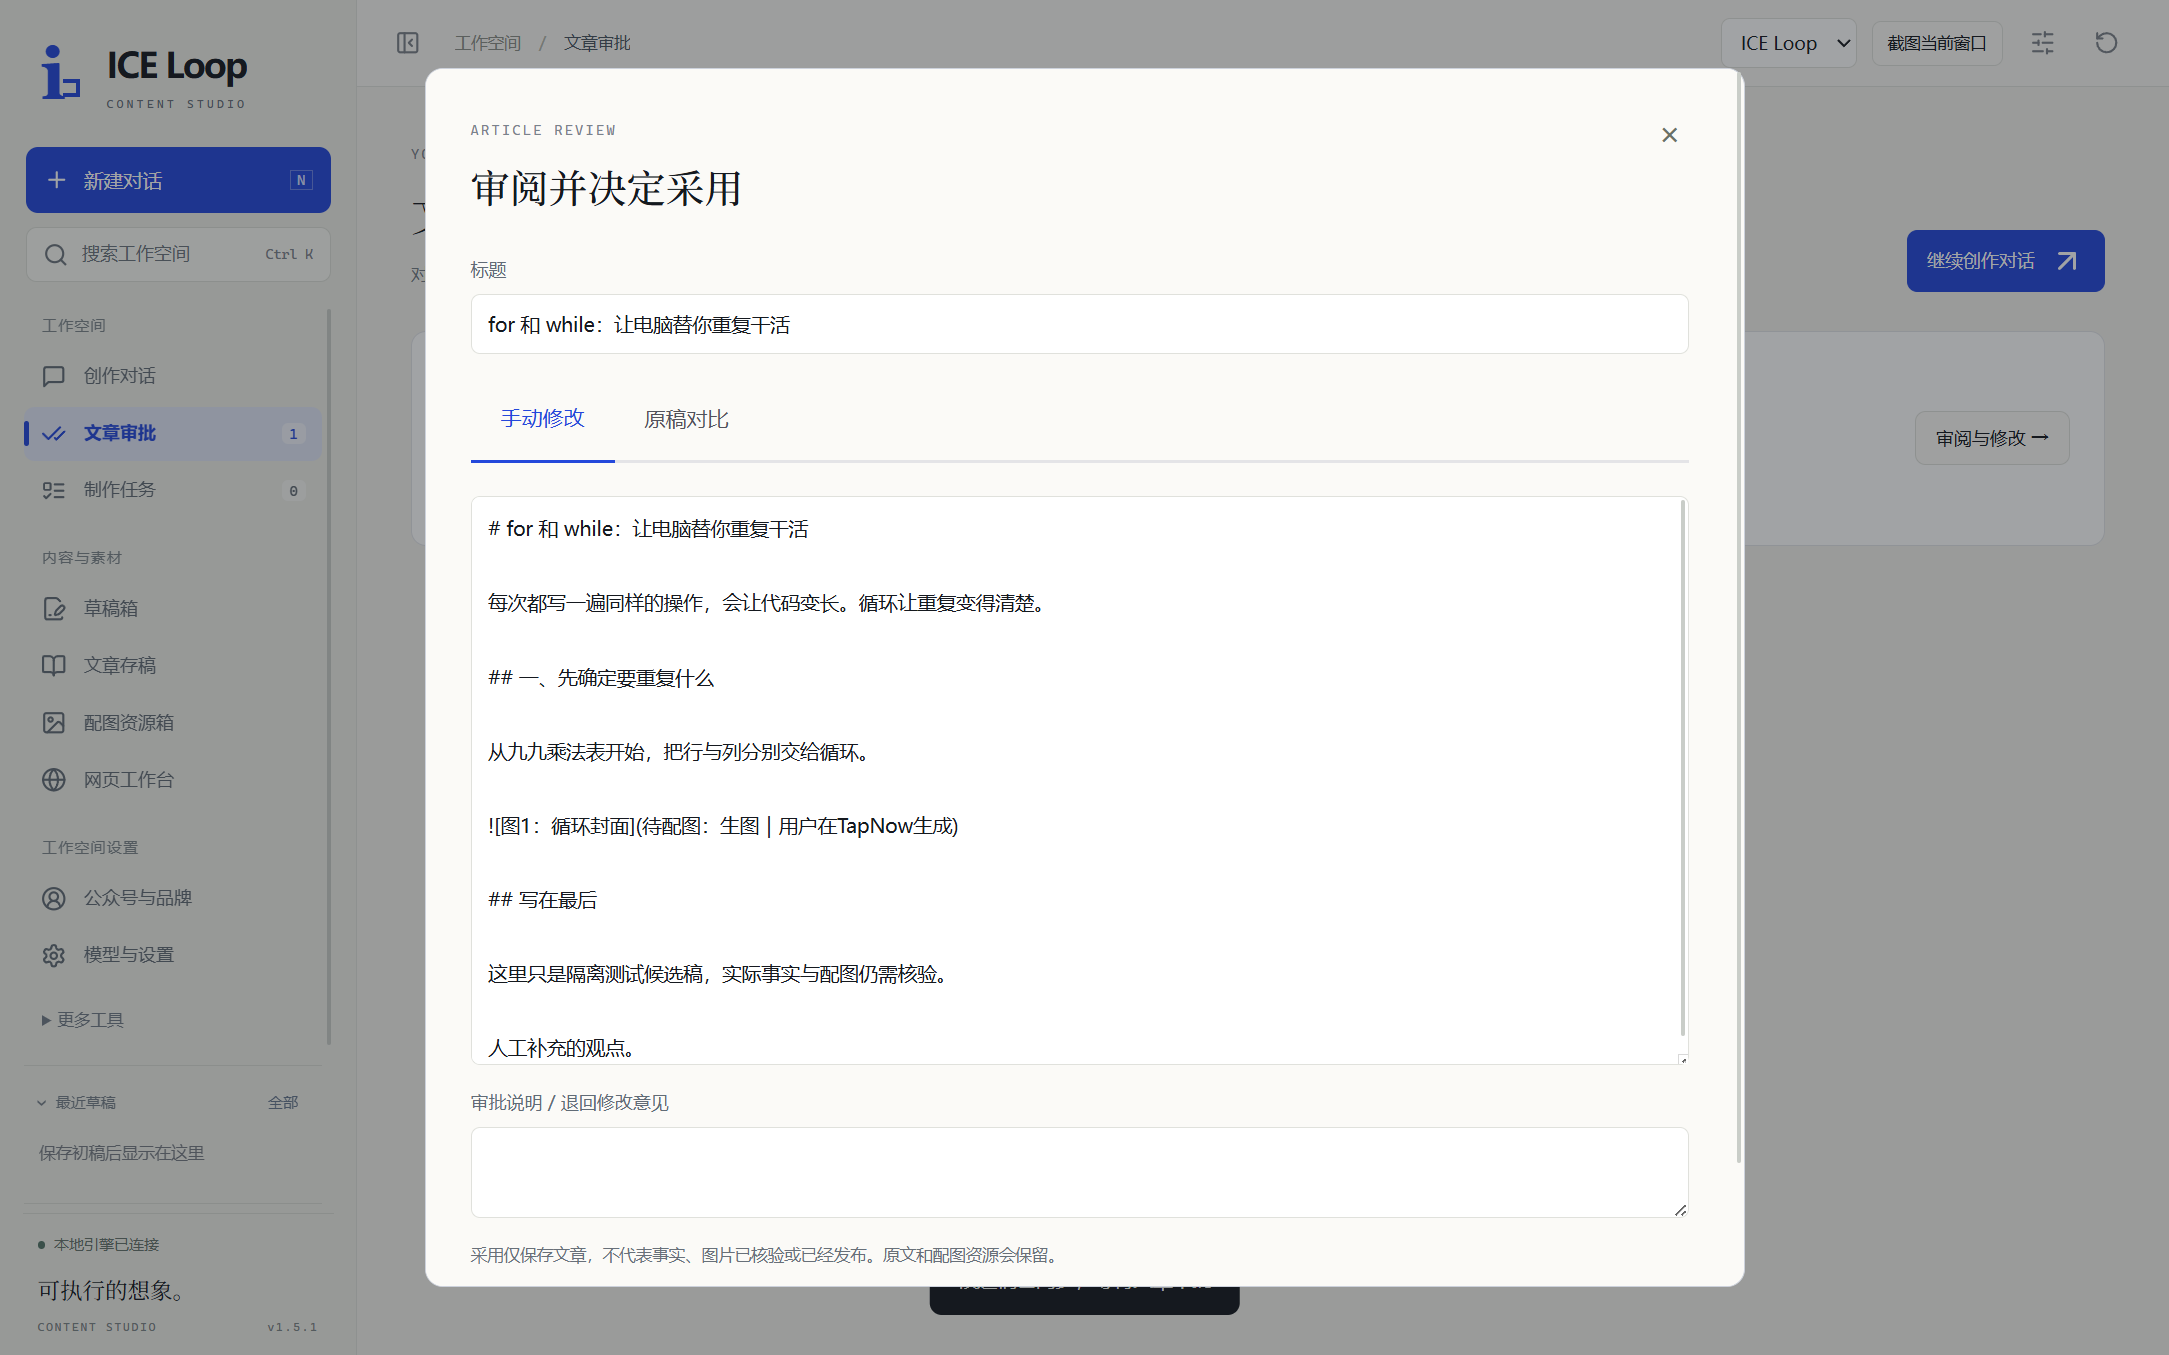 ICE Loop
CONTENT STUDIO
新建对话 N
搜索工作空间 Ctrl K
工作空间
创作对话
文章审批 1
制作任务 0
内容与素材
草稿箱
文章存稿
配图资源箱
网页工作台
工作空间设置
公众号与品牌
模型与设置
更多工具
最近草稿 全部
保存初稿后显示在这里
本地引擎已连接
可执行的想象。
CONTENT STUDIO v1.5.1
工作空间 / 文章审批
ICE Loop
截图当前窗口
继续创作对话
审阅与修改 →
ARTICLE REVIEW
审阅并决定采用
标题
for 和 while：让电脑替你重复干活
手动修改 原稿对比
# for 和 while：让电脑替你重复干活
每次都写一遍同样的操作，会让代码变长。循环让重复变得清楚。
## 一、先确定要重复什么
从九九乘法表开始，把行与列分别交给循环。
![图1：循环封面](待配图：生图 | 用户在TapNow生成)
## 写在最后
这里只是隔离测试候选稿，实际事实与配图仍需核验。
人工补充的观点。
审批说明 / 退回修改意见
采用仅保存文章，不代表事实、图片已核验或已经发布。原文和配图资源会保留。